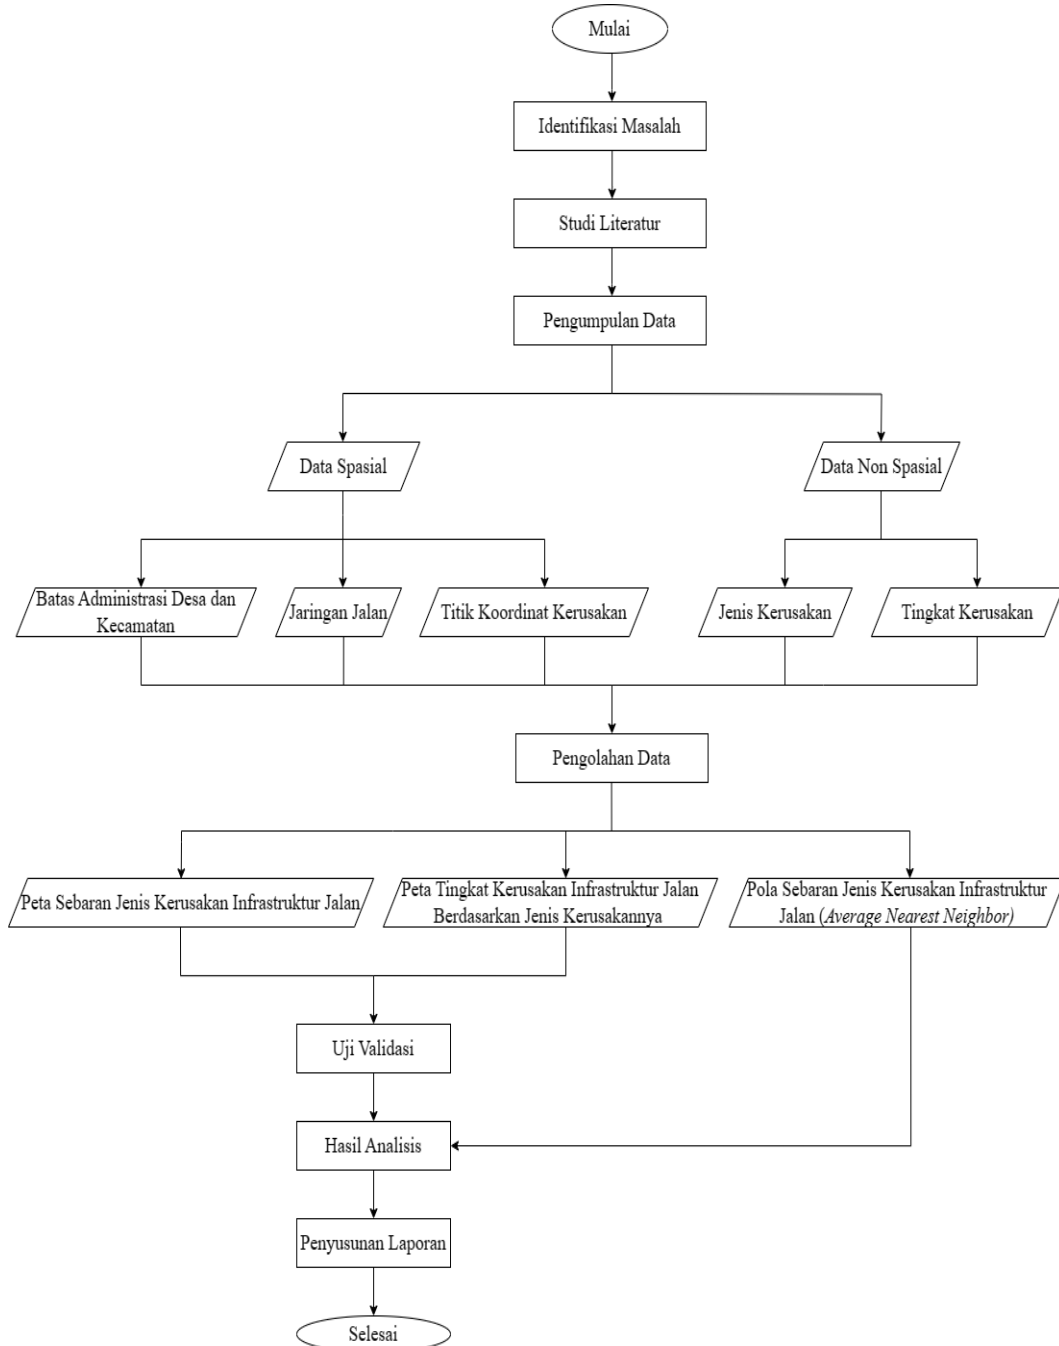 Mulai
Identifikasi Masalah
Studi Literatur
Pengumpulan Data
Data Spasial
Data Non Spasial
Batas Administrasi Desa dan
Kecamatan
Jaringan Jalan
Titik Koordinat Kerusakan
Jenis Kerusakan
Tingkat Kerusakan
Pengolahan Data
Peta Sebaran Jenis Kerusakan Infrastruktur Jalan
Peta Tingkat Kerusakan Infrastruktur Jalan
Berdasarkan Jenis Kerusakannya
Pola Sebaran Jenis Kerusakan Infrastruktur
Jalan (Average Nearest Neighbor)
Uji Validasi
Hasil Analisis
Penyusunan Laporan
Selesai